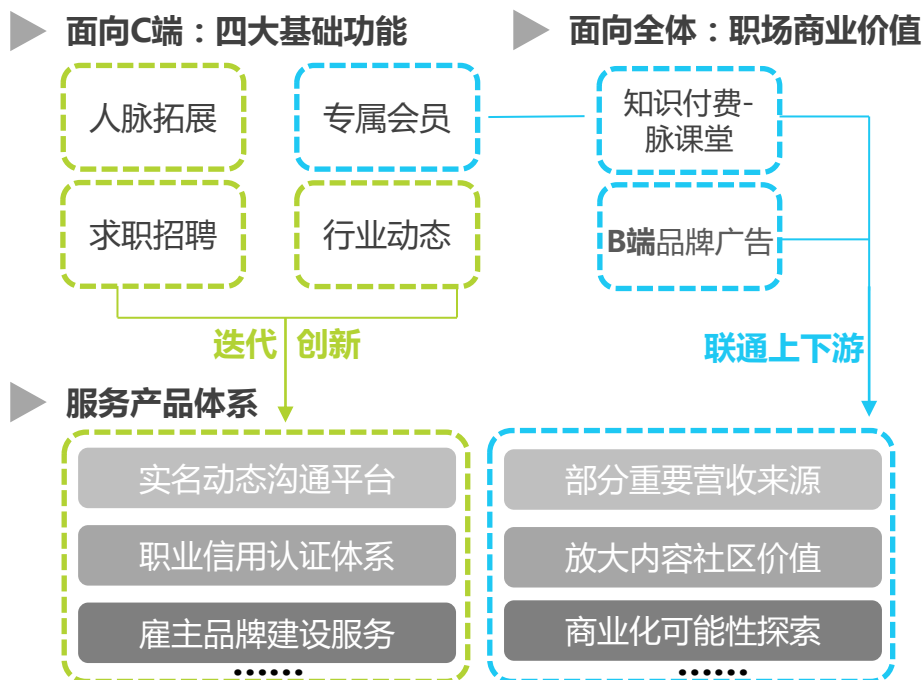 面向C端：四大基础功能
人脉拓展
专属会员
求职招聘
行业动态
面向全体：职场商业价值
知识付费-
脉课堂
B端品牌广告
迭代 创新
联通上下游
服务产品体系
实名动态沟通平台
职业信用认证体系
雇主品牌建设服务
••••••
部分重要营收来源
放大内容社区价值
商业化可能性探索
••••••